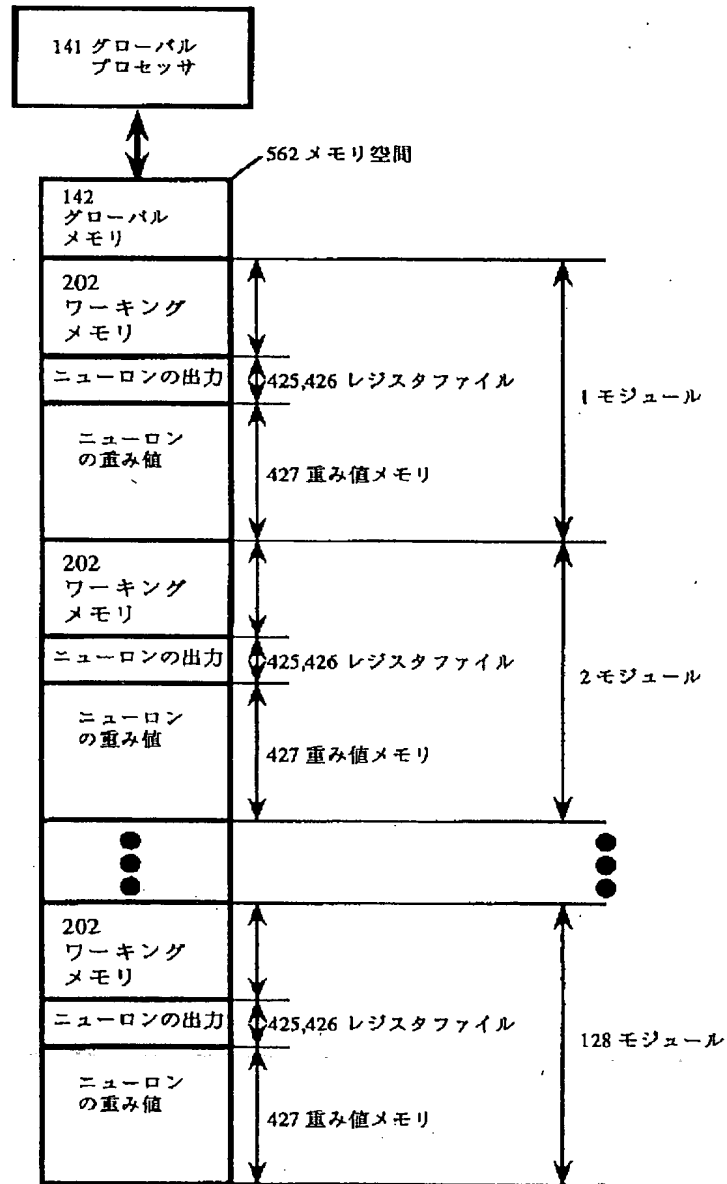 141 グローバル
プロセッサ
562 メモリ空間
142
グローバル
メモリ
202
ワーキング
メモリ
ニューロンの出力
425,426 レジスタファイル
1 モジュール
ニューロン
の重み値
427 重み値メモリ
202
ワーキング
メモリ
ニューロンの出力
425,426 レジスタファイル
2 モジュール
ニューロン
の重み値
427 重み値メモリ
202
ワーキング
メモリ
ニューロンの出力
425,426 レジスタファイル
128 モジュール
ニューロン
の重み値
427 重み値メモリ